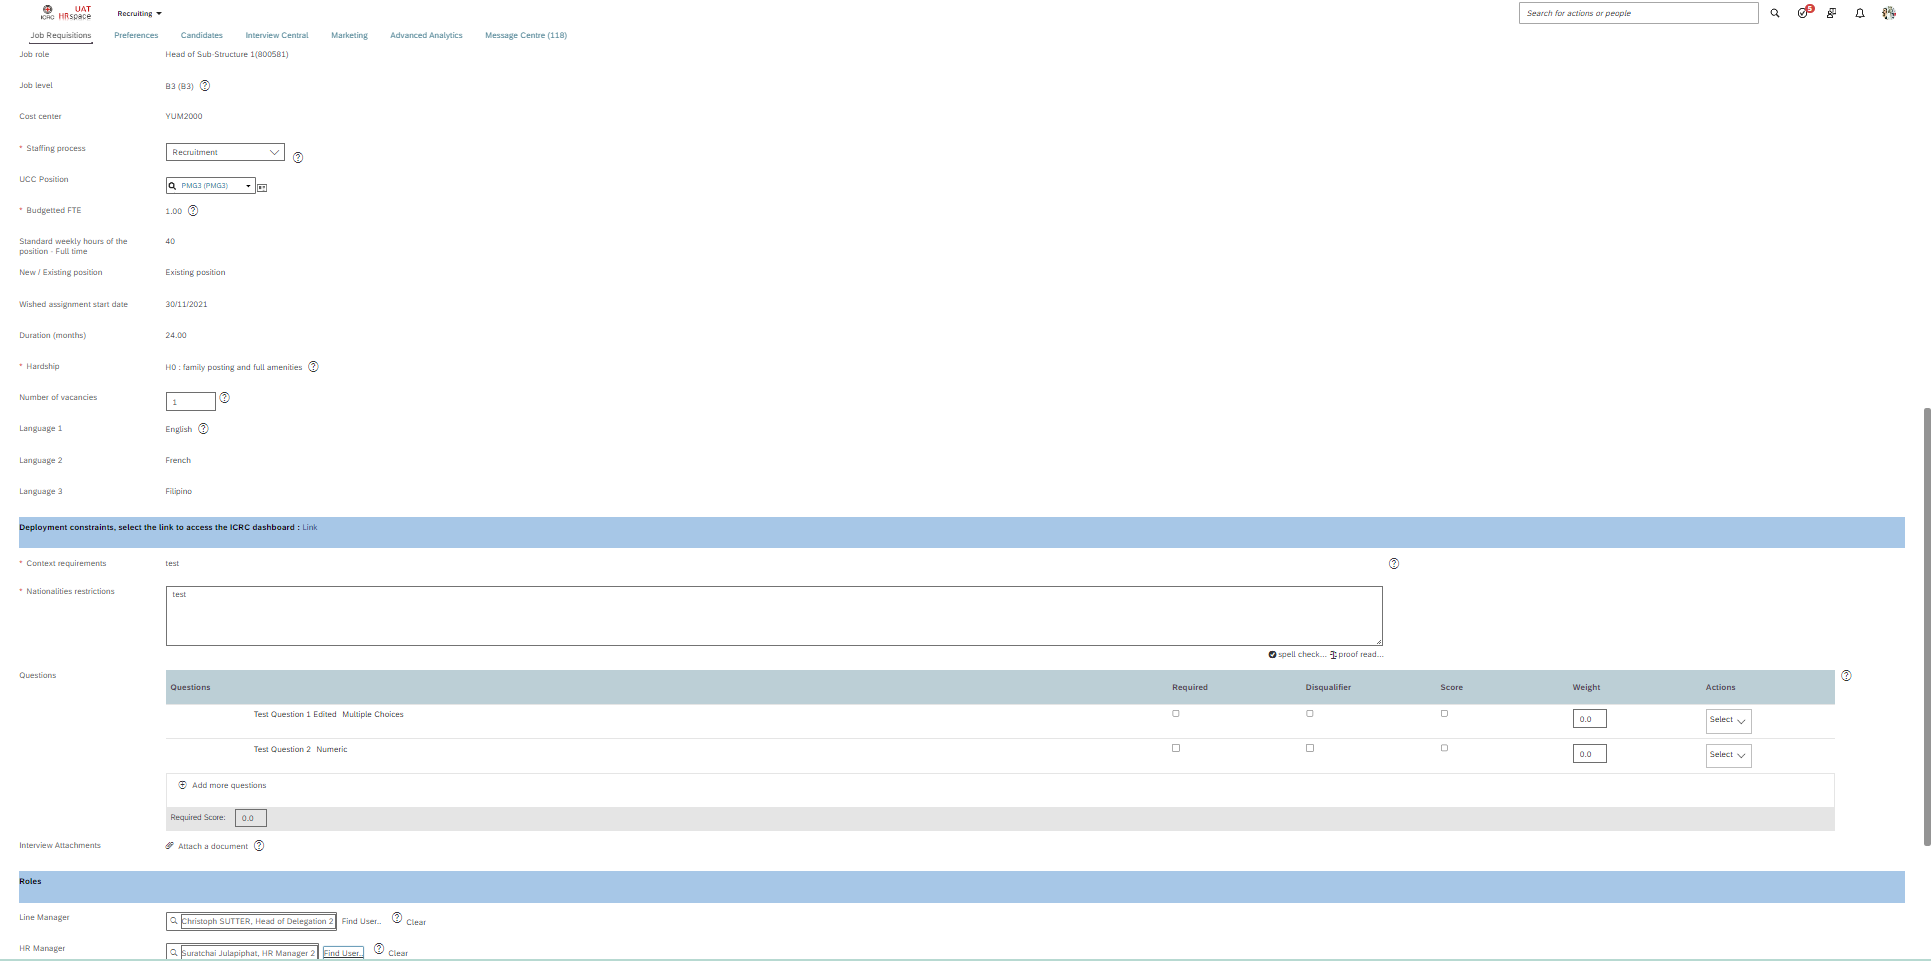 UAT
ICRC HRspace
Recruiting
Search for actions or people
5
Job Requisitions Preferences Candidates Interview Central Marketing Advanced Analytics Message Centre (118)
Job role Head of Sub-Structure 1(800581)
Job level B3 (B3)
Cost center YUM2000
* Staffing process Recruitment
UCC Position PMG3 (PMG3)
* Budgetted FTE 1.00
Standard weekly hours of the 40
position - Full time
New / Existing position Existing position
Wished assignment start date 30/11/2021
Duration (months) 24.00
* Hardship H0 : family posting and full amenities
Number of vacancies 1
Language 1 English
Language 2 French
Language 3 Filipino
Deployment constraints, select the link to access the ICRC dashboard : Link
* Context requirements test
* Nationalities restrictions test
spell check... proof read...
Questions
Questions Required Disqualifier Score Weight Actions
Test Question 1 Edited Multiple Choices 0.0 Select
Test Question 2 Numeric 0.0 Select
Add more questions
Required Score: 0.0
Interview Attachments Attach a document
Roles
Line Manager Christoph SUTTER, Head of Delegation 2 Find User.. Clear
HR Manager Suratchai Julapiphat, HR Manager 2 Find User.. Clear